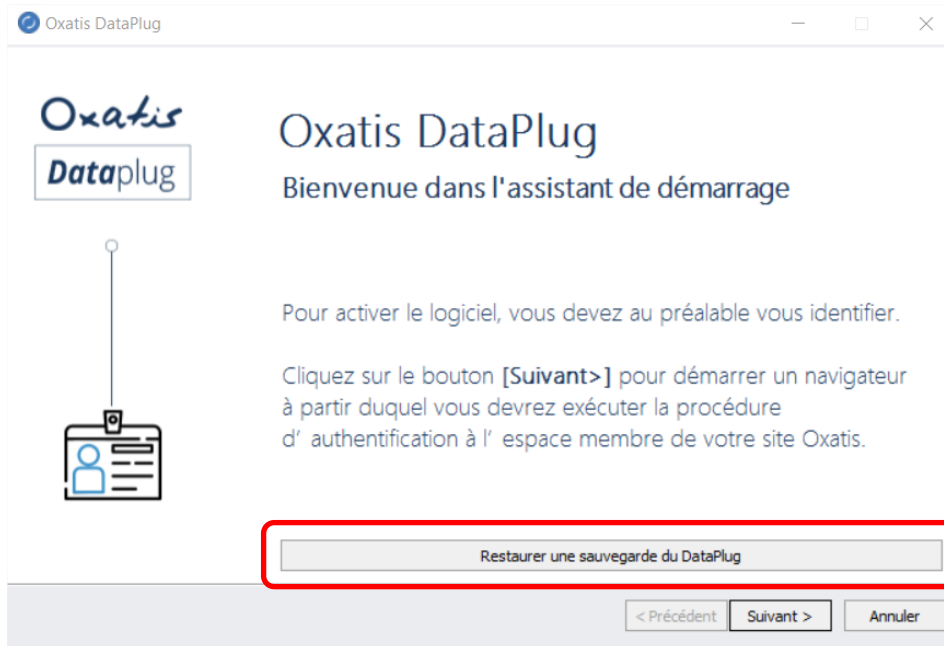 Oxatis DataPlug
Oxatis
Dataplug
Oxatis DataPlug
Bienvenue dans l'assistant de démarrage
Pour activer le logiciel, vous devez au préalable vous identifier.
Cliquez sur le bouton [Suivant>] pour démarrer un navigateur
à partir duquel vous devrez exécuter la procédure
d' authentification à l' espace membre de votre site Oxatis.
Restaurer une sauvegarde du DataPlug
< Précédent
Suivant >
Annuler